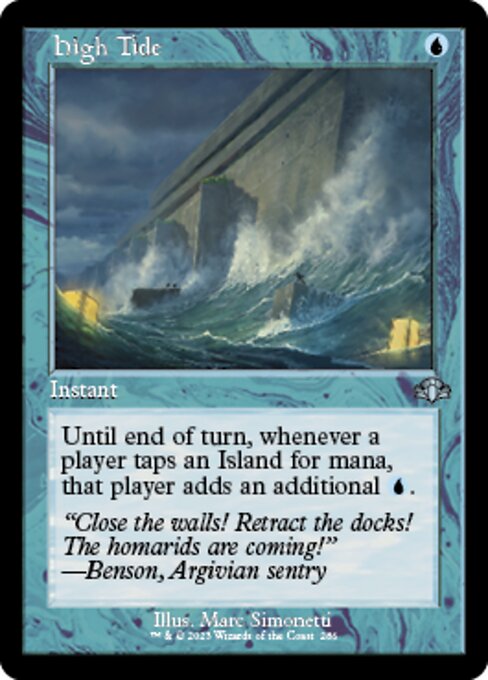 High Tide
Instant
Until end of turn, whenever a
player taps an Island for mana,
that player adds an additional .
“Close the walls! Retract the docks!
The homarids are coming!”
—Benson, Argivian sentry
Illus. Marc Simonetti
™ & © 2023 Wizards of the Coast 286